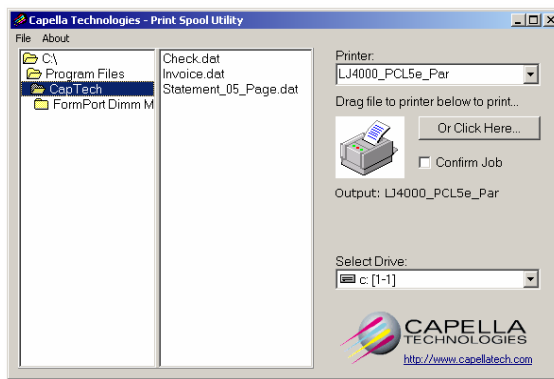 Capella Technologies - Print Spool Utility
File About
C:\
Program Files
CapTech
FormPort Dimm M
Check.dat
Invoice.dat
Statement_05_Page.dat
Printer:
LJ4000_PCL5e_Par
Drag file to printer below to print...
Or Click Here...
Confirm Job
Output: LJ4000_PCL5e_Par
Select Drive:
c: [1-1]
CAPELLA
TECHNOLOGIES
http://www.capellatech.com